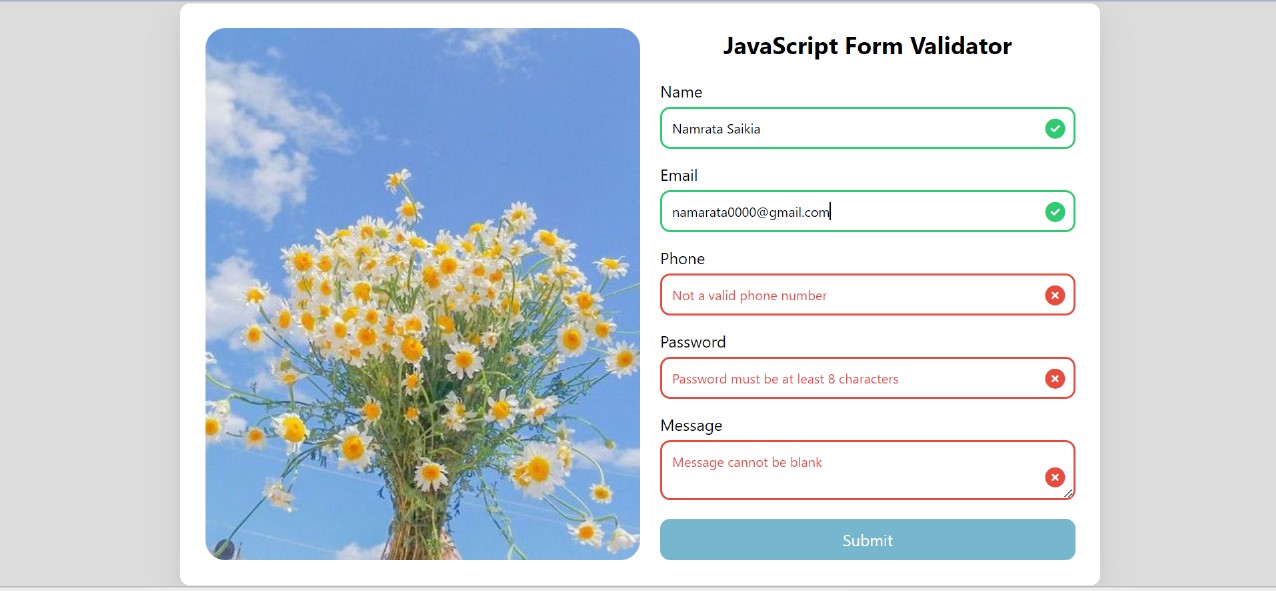 JavaScript Form Validator
Name
Namrata Saikia
Email
namarata0000@gmail.com
Phone
Not a valid phone number
Password
Password must be at least 8 characters
Message
Message cannot be blank
Submit